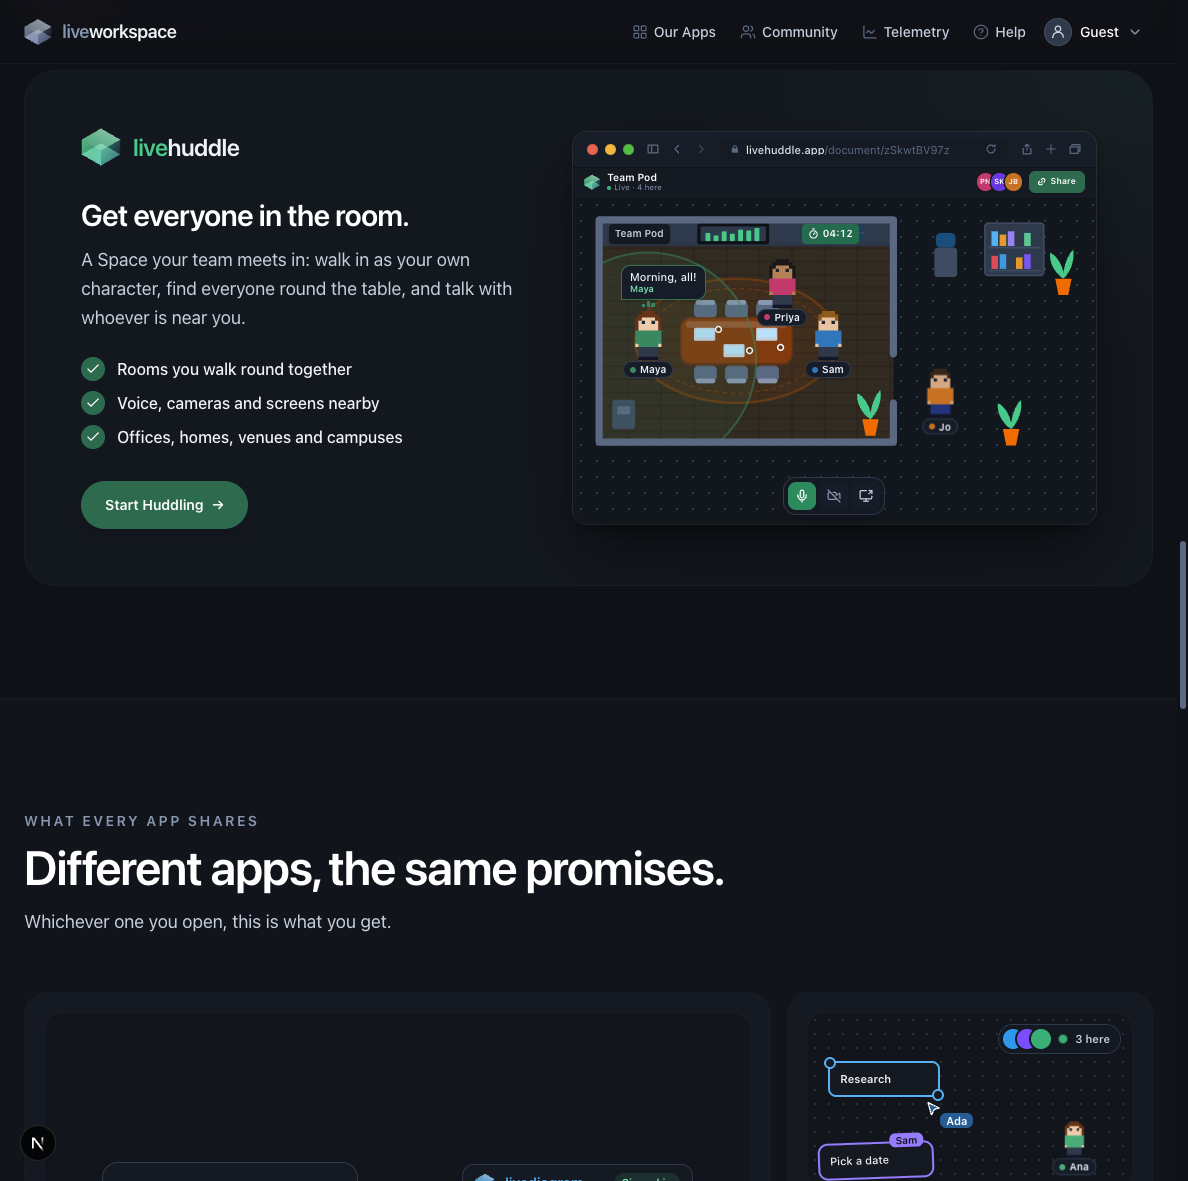 liveworkspace
Our Apps
Community
Telemetry
Help
Guest
livehuddle
Get everyone in the room.
A Space your team meets in: walk in as your own
character, find everyone round the table, and talk with
whoever is near you.
Rooms you walk round together
Voice, cameras and screens nearby
Offices, homes, venues and campuses
Start Huddling →
livehuddle.app/document/zSkwtBV97z
Team Pod
Live · 4 here
PN
SK
JB
Share
Team Pod
04:12
Morning, all!
Maya
Priya
Maya
Sam
Jo
WHAT EVERY APP SHARES
Different apps, the same promises.
Whichever one you open, this is what you get.
3 here
Research
Ada
Sam
Pick a date
Ana
N
livediagram